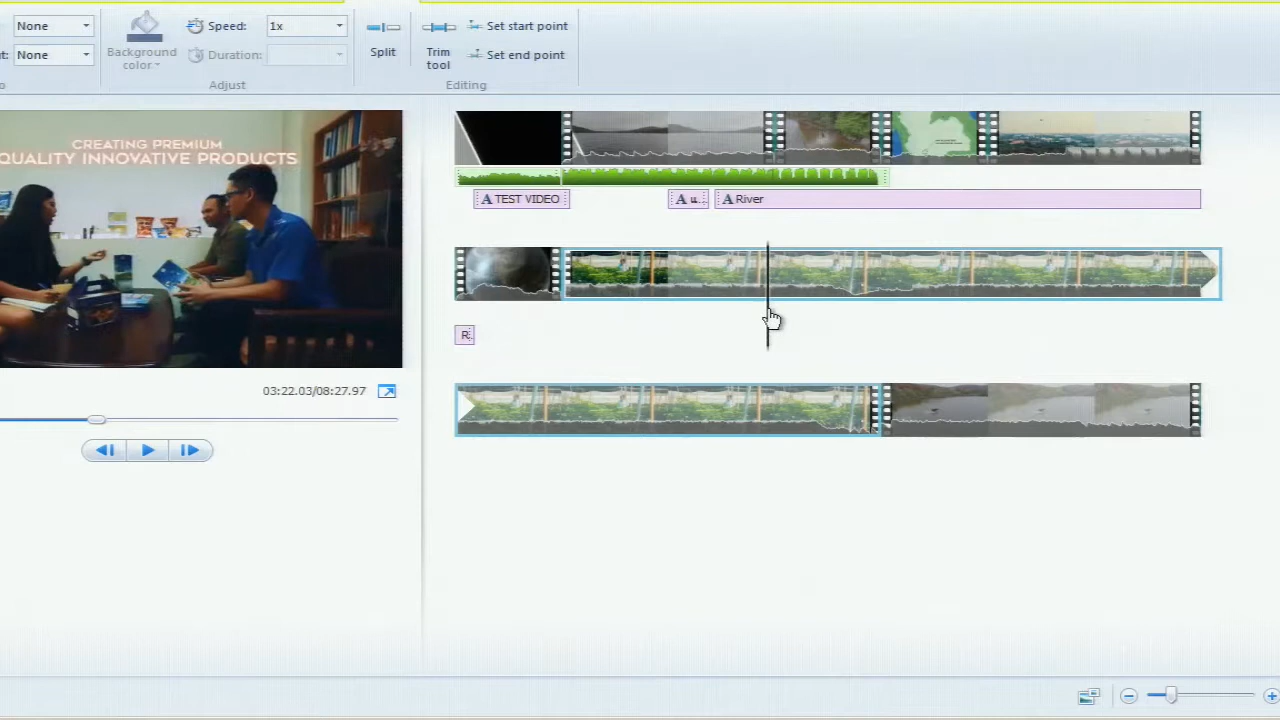 None
Speed:
1x
Set start point
t:
None
Background
color
Duration:
Split
Trim
tool
Set end point
Adjust
Editing
CREATING PREMIUM
QUALITY INNOVATIVE PRODUCTS
A TEST VIDEO
A u..
A River
R..
03:22.03/08:27.97